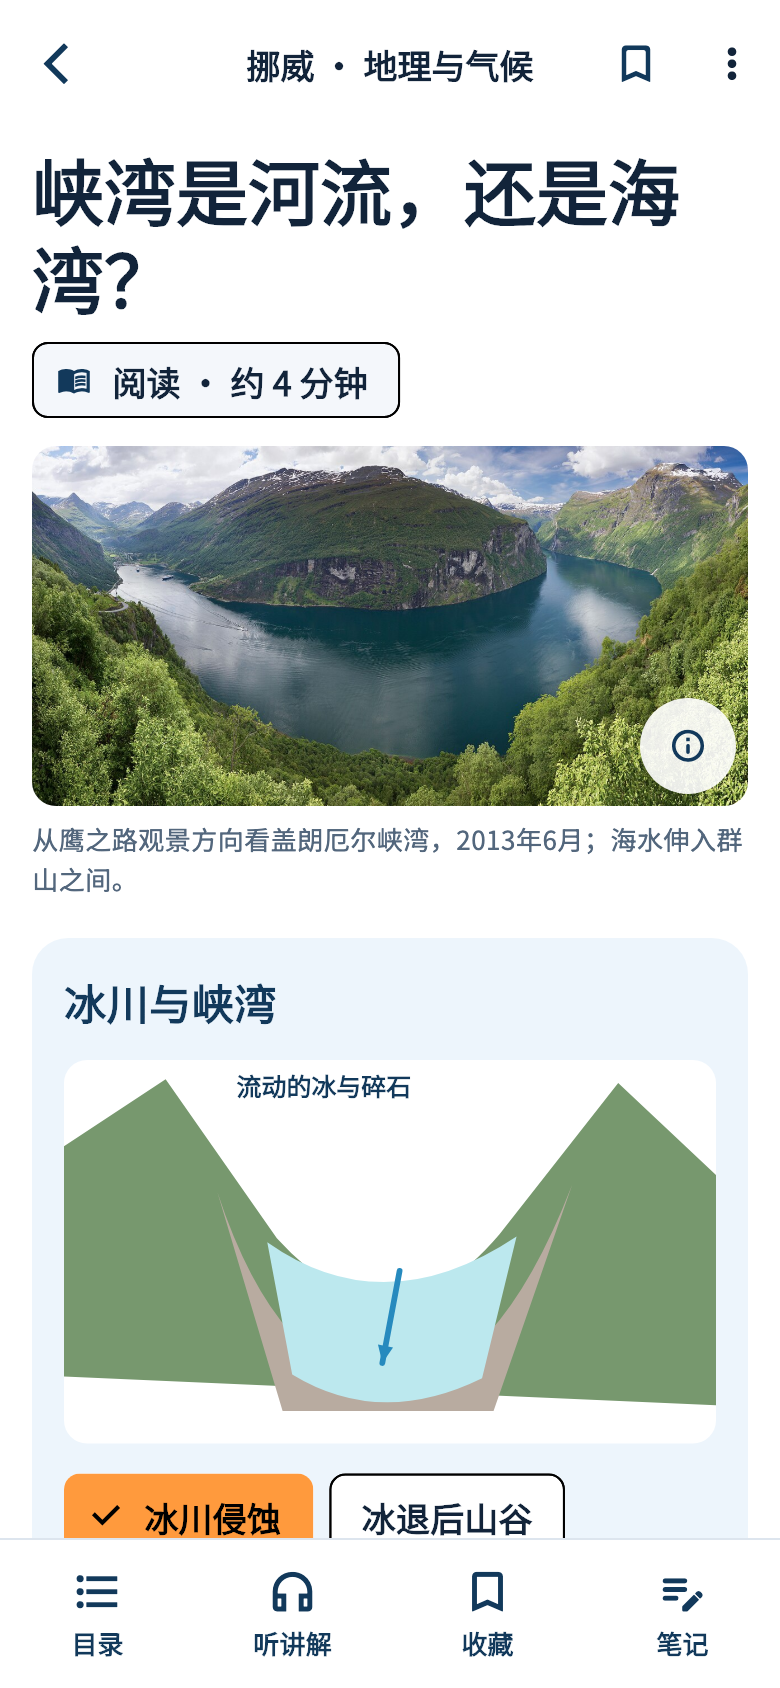 挪威 · 地理与气候
峡湾是河流，还是海
湾？
阅读 · 约 4 分钟
从鹰之路观景方向看盖朗厄尔峡湾，2013年6月；海水伸入群
山之间。
冰川与峡湾
流动的冰与碎石
冰川侵蚀
冰退后山谷
目录
听讲解
收藏
笔记